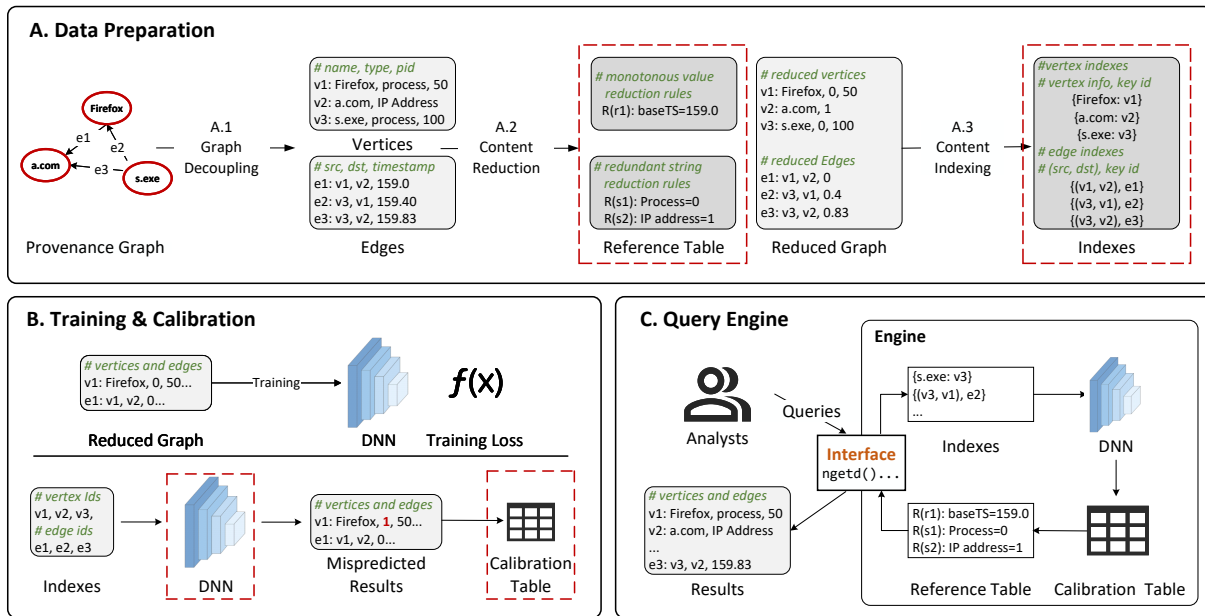 A. Data Preparation
Firefox
a.com
s.exe
e1
e2
e3
Provenance Graph
A.1
Graph
Decoupling
# name, type, pid
v1: Firefox, process, 50
v2: a.com, IP Address
v3: s.exe, process, 100
Vertices
# src, dst, timestamp
e1: v1, v2, 159.0
e2: v3, v1, 159.40
e3: v3, v2, 159.83
Edges
A.2
Content
Reduction
# monotonous value
reduction rules
R(r1): baseTS=159.0
# redundant string
reduction rules
R(s1): Process=0
R(s2): IP address=1
Reference Table
# reduced vertices
v1: Firefox, 0, 50
v2: a.com, 1
v3: s.exe, 0, 100
# reduced Edges
e1: v1, v2, 0
e2: v3, v1, 0.4
e3: v3, v2, 0.83
Reduced Graph
A.3
Content
Indexing
#vertex indexes
# vertex info, key id
{Firefox: v1}
{a.com: v2}
{s.exe: v3}
# edge indexes
# (src, dst), key id
{(v1, v2), e1}
{(v3, v1), e2}
{(v3, v2), e3}
Indexes
B. Training & Calibration
# vertices and edges
v1: Firefox, 0, 50...
e1: v1, v2, 0...
Reduced Graph
Training
DNN
f(x)
Training Loss
# vertex Ids
v1, v2, v3,
# edge ids
e1, e2, e3
Indexes
DNN
# vertices and edges
v1: Firefox, 1, 50...
e1: v1, v2, 0...
Mispredicted
Results
Calibration
Table
C. Query Engine
Analysts
Queries
Interface
ngetd()...
# vertices and edges
v1: Firefox, process, 50
v2: a.com, IP Address
...
e3: v3, v2, 159.83
Results
Engine
{s.exe: v3}
{(v3, v1), e2}
...
Indexes
DNN
R(r1): baseTS=159.0
R(s1): Process=0
R(s2): IP address=1
Reference Table
Calibration Table